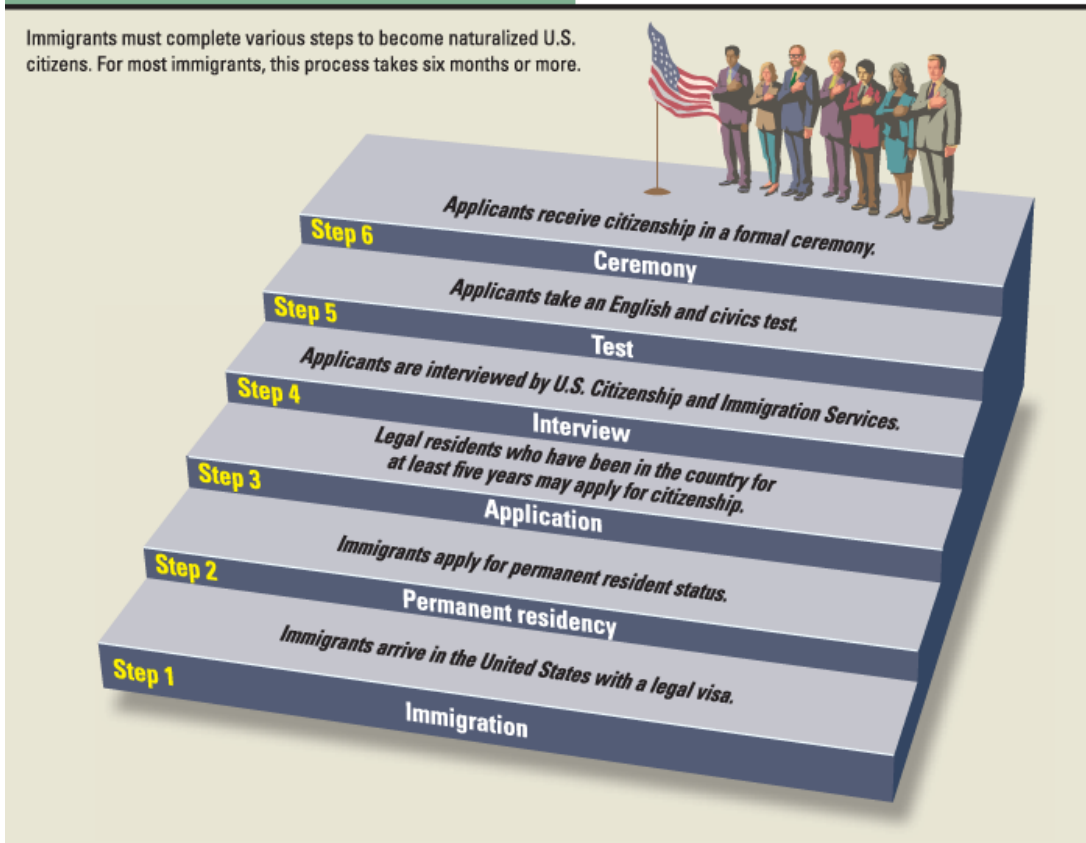 Immigrants must complete various steps to become naturalized U.S.
citizens. For most immigrants, this process takes six months or more.
Applicants receive citizenship in a formal ceremony.
Step 6
Ceremony
Applicants take an English and civics test.
Step 5
Test
Applicants are interviewed by U.S. Citizenship and Immigration Services.
Step 4
Interview
Legal residents who have been in the country for
at least five years may apply for citizenship.
Step 3
Application
Immigrants apply for permanent resident status.
Step 2
Permanent residency
Immigrants arrive in the United States with a legal visa.
Step 1
Immigration